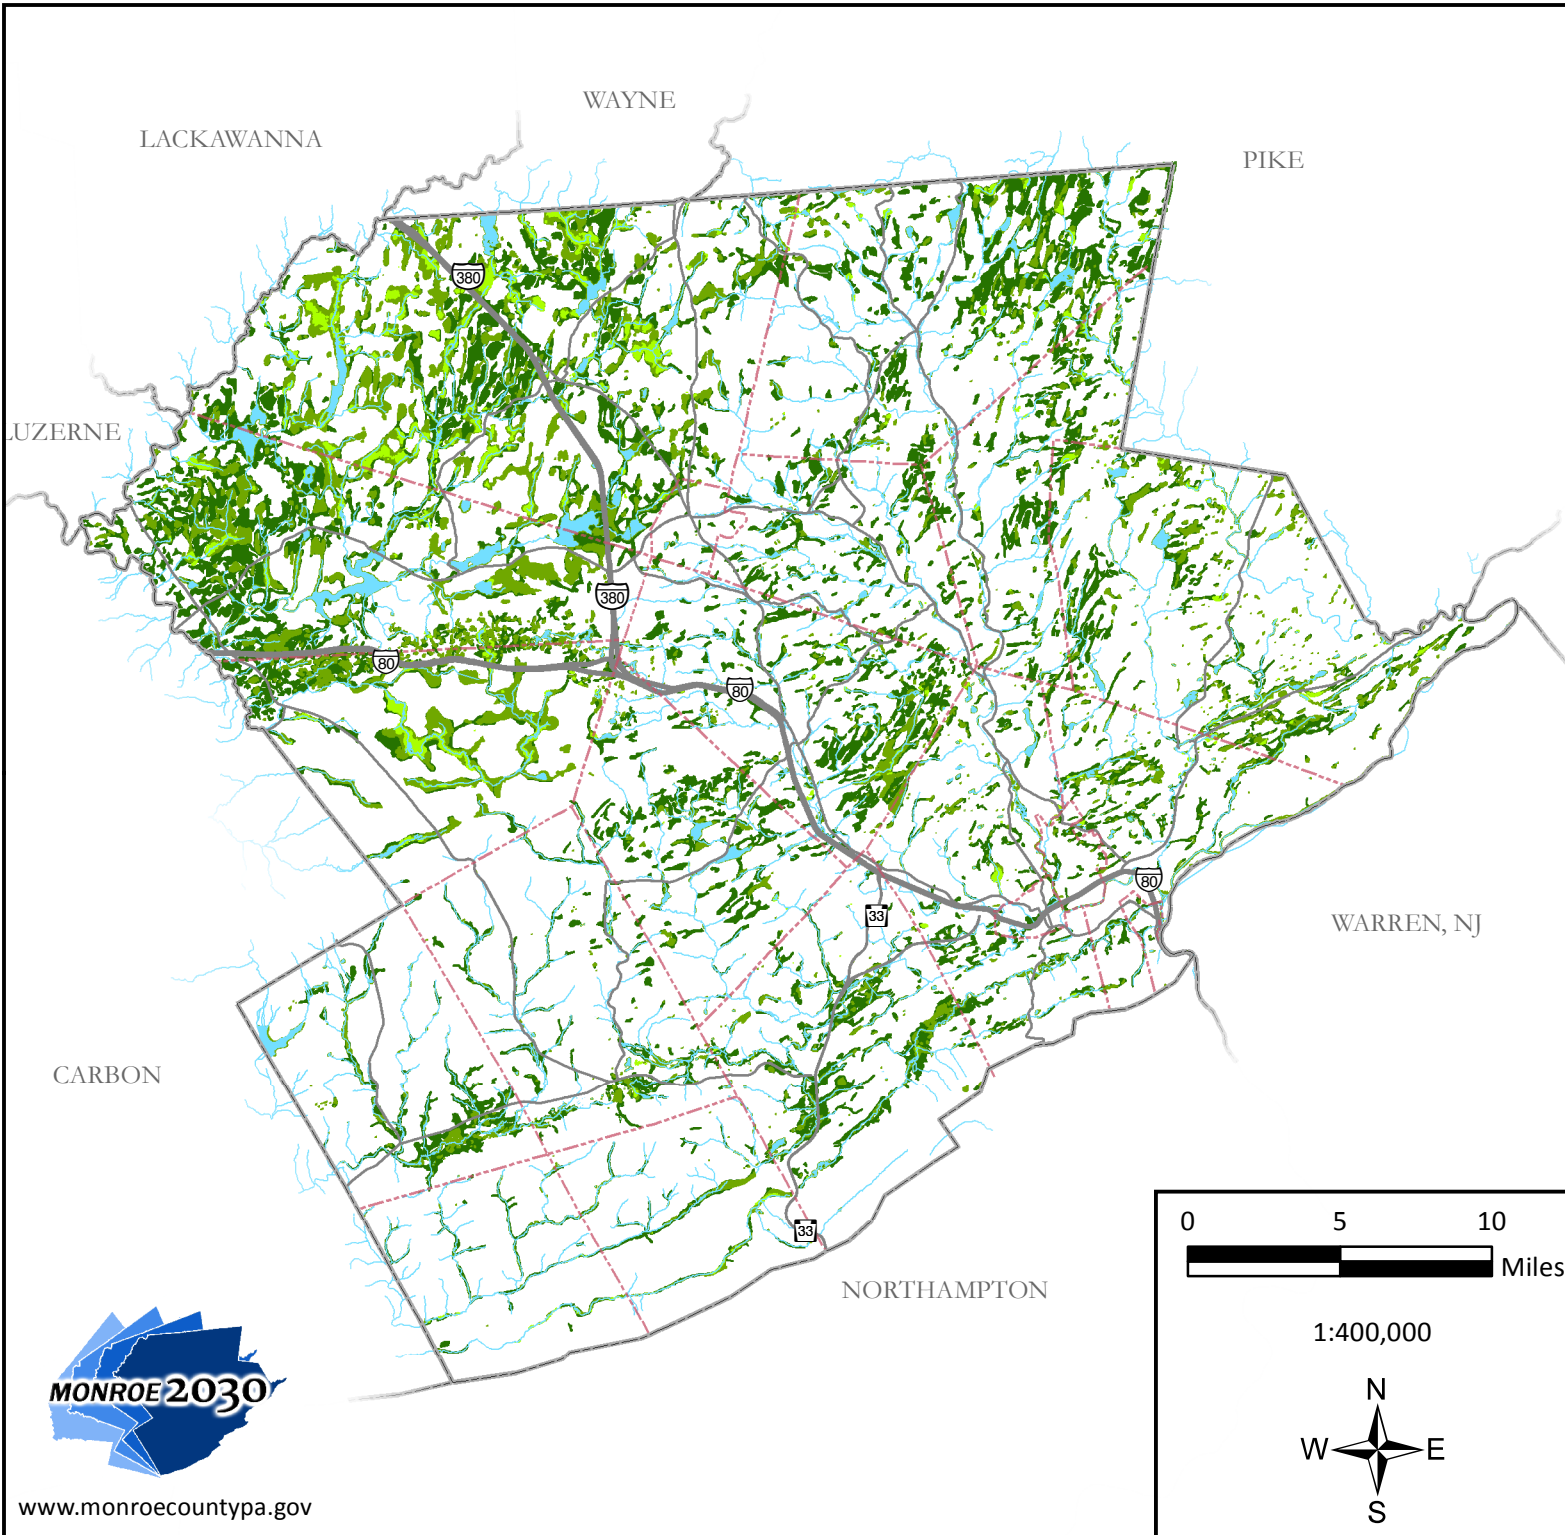 WAYNE
LACKAWANNA
PIKE
380
LUZERNE
380
80
80
80
33
WARREN, NJ
CARBON
33
NORTHAMPTON
0 5 10
Miles
1:400,000
N
W E
S
MONROE 2030
www.monroecountypa.gov